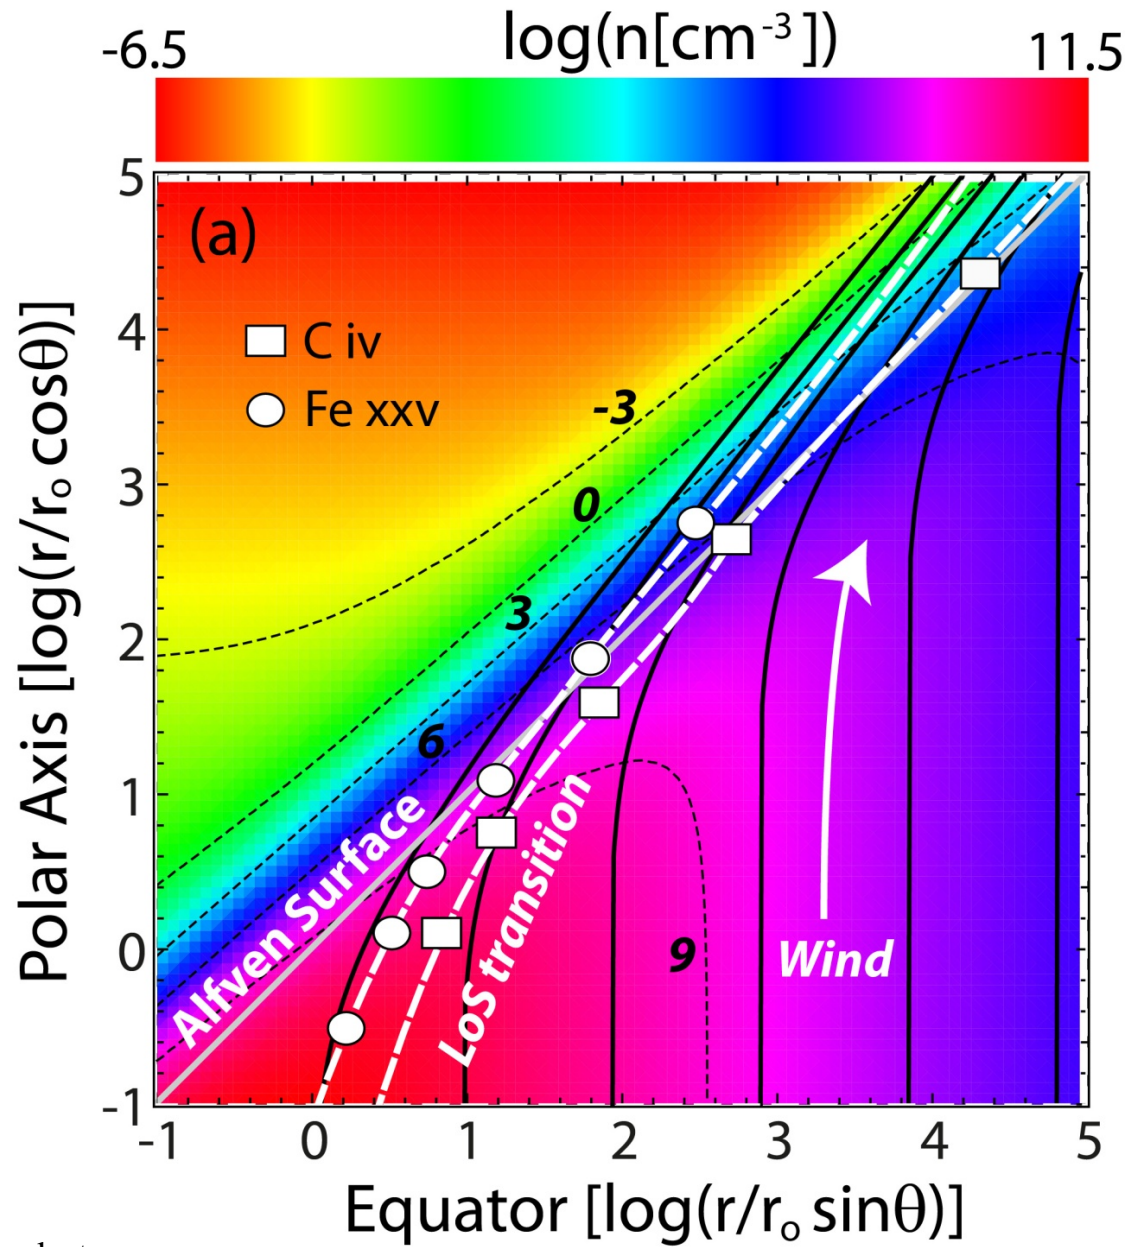 log(n[cm⁻³])
-6.5 11.5
(a)
C iv
Fe xxv
-3
0
3
6
9
Alfven Surface
LoS transition
Wind
5
4
3
2
1
0
-1
-1 0 1 2 3 4 5
Polar Axis [log(r/rₒ cosθ)]
Equator [log(r/rₒ sinθ)]